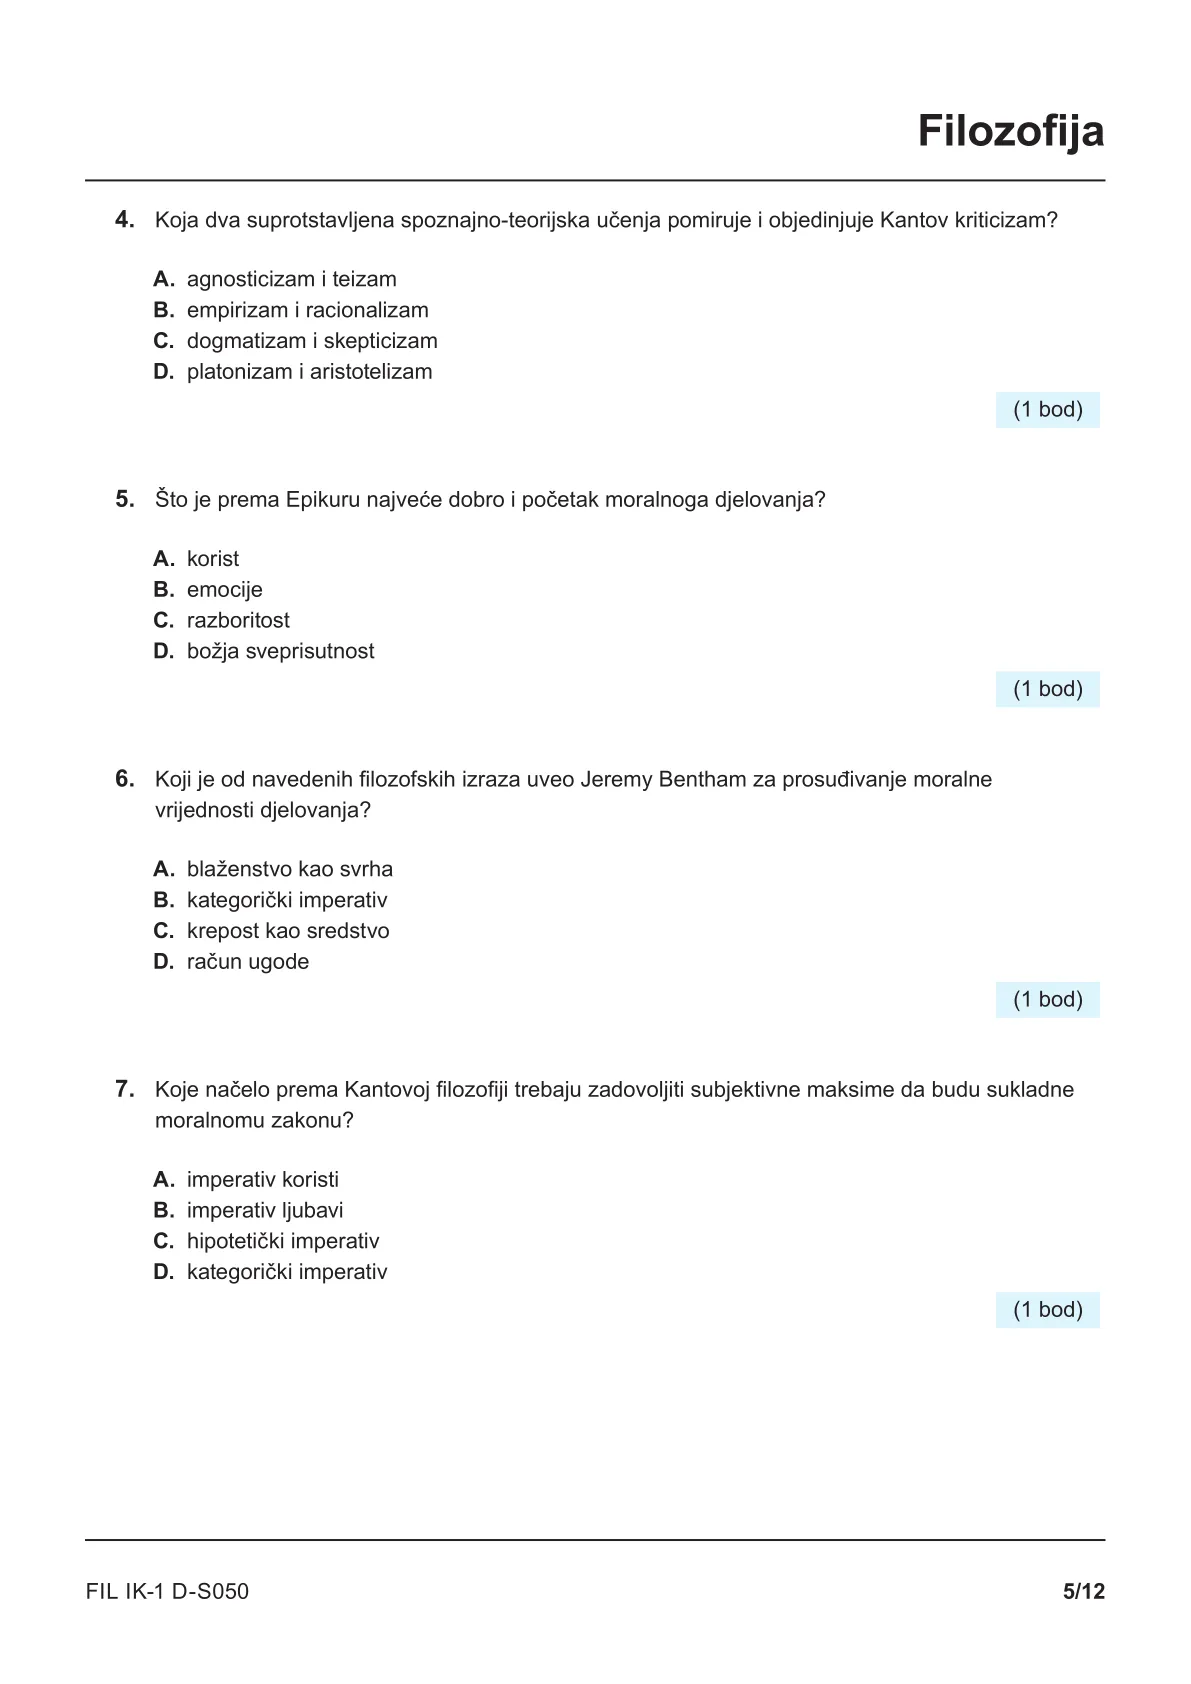 Filozofija
4. Koja dva suprotstavljena spoznajno-teorijska učenja pomiruje i objedinjuje Kantov kriticizam?
A. agnosticizam i teizam
B. empirizam i racionalizam
C. dogmatizam i skepticizam
D. platonizam i aristotelizam
(1 bod)
5. Što je prema Epikuru najveće dobro i početak moralnoga djelovanja?
A. korist
B. emocije
C. razboritost
D. božja sveprisutnost
(1 bod)
6. Koji je od navedenih filozofskih izraza uveo Jeremy Bentham za prosuđivanje moralne
vrijednosti djelovanja?
A. blaženstvo kao svrha
B. kategorički imperativ
C. krepost kao sredstvo
D. račun ugode
(1 bod)
7. Koje načelo prema Kantovoj filozofiji trebaju zadovoljiti subjektivne maksime da budu sukladne
moralnomu zakonu?
A. imperativ koristi
B. imperativ ljubavi
C. hipotetički imperativ
D. kategorički imperativ
(1 bod)
FIL IK-1 D-S050
5/12